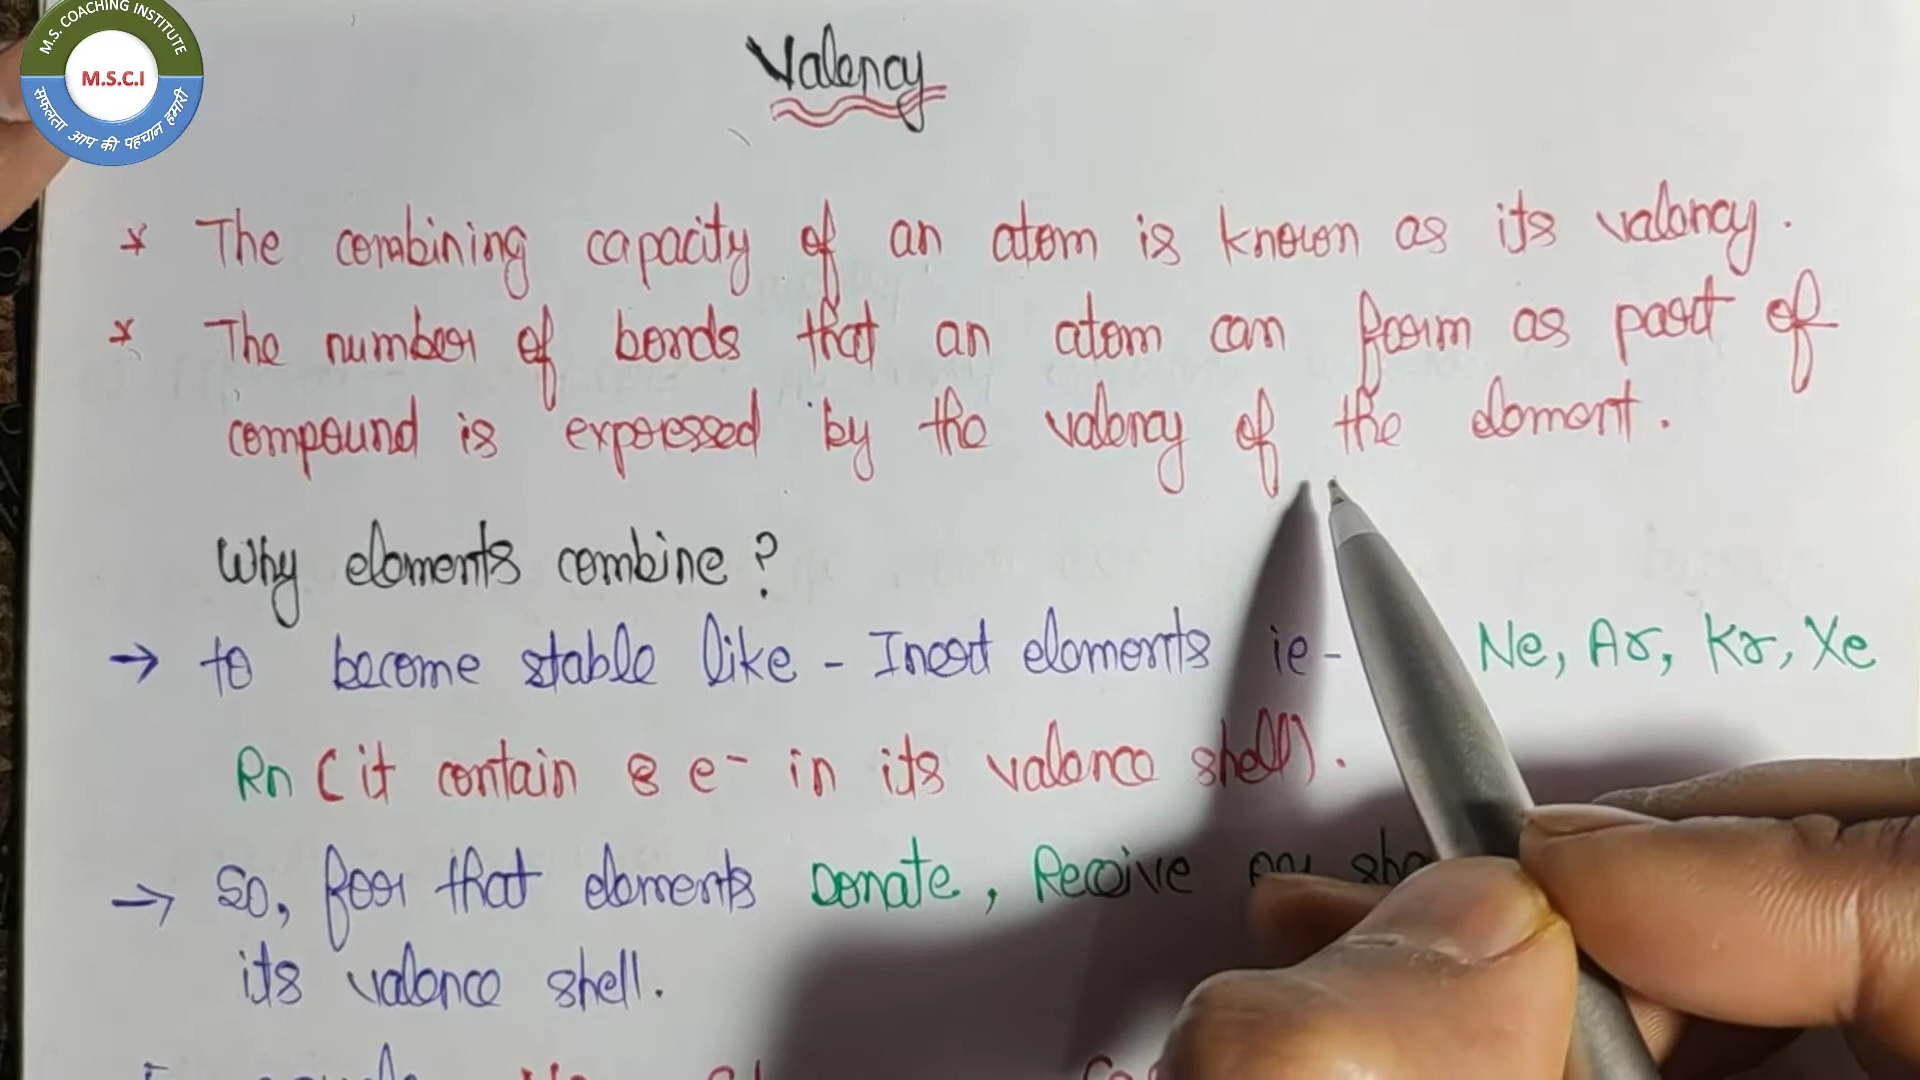 M.S. COACHING INSTITUTE
M.S.C.I
सफलता आप की पहचान हमारी
Valency
* The combining capacity of an atom is known as its valency.
* The number of bonds that an atom can form as part of
compound is expressed by the valency of the element.
Why elements combine?
→ to become stable like - Inert elements ie - Ne, Ar, Kr, Xe
Rn (it contain 8 e⁻ in its valence shell).
→ So, for that elements Donate, Receive or
its valence shell.